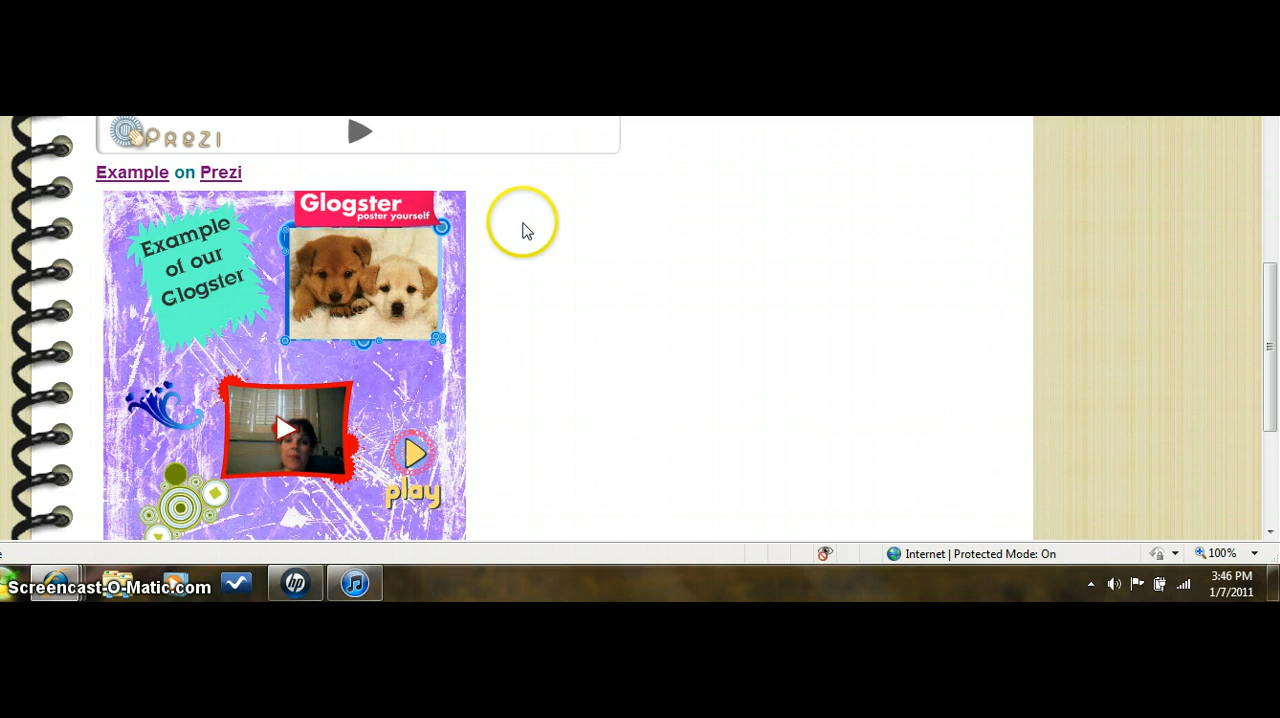 PREZI
Example on Prezi
Glogster
poster yourself
Example
of our
Glogster
play
e
Internet | Protected Mode: On
100%
Screencast-O-Matic.com
hp
3:46 PM
1/7/2011